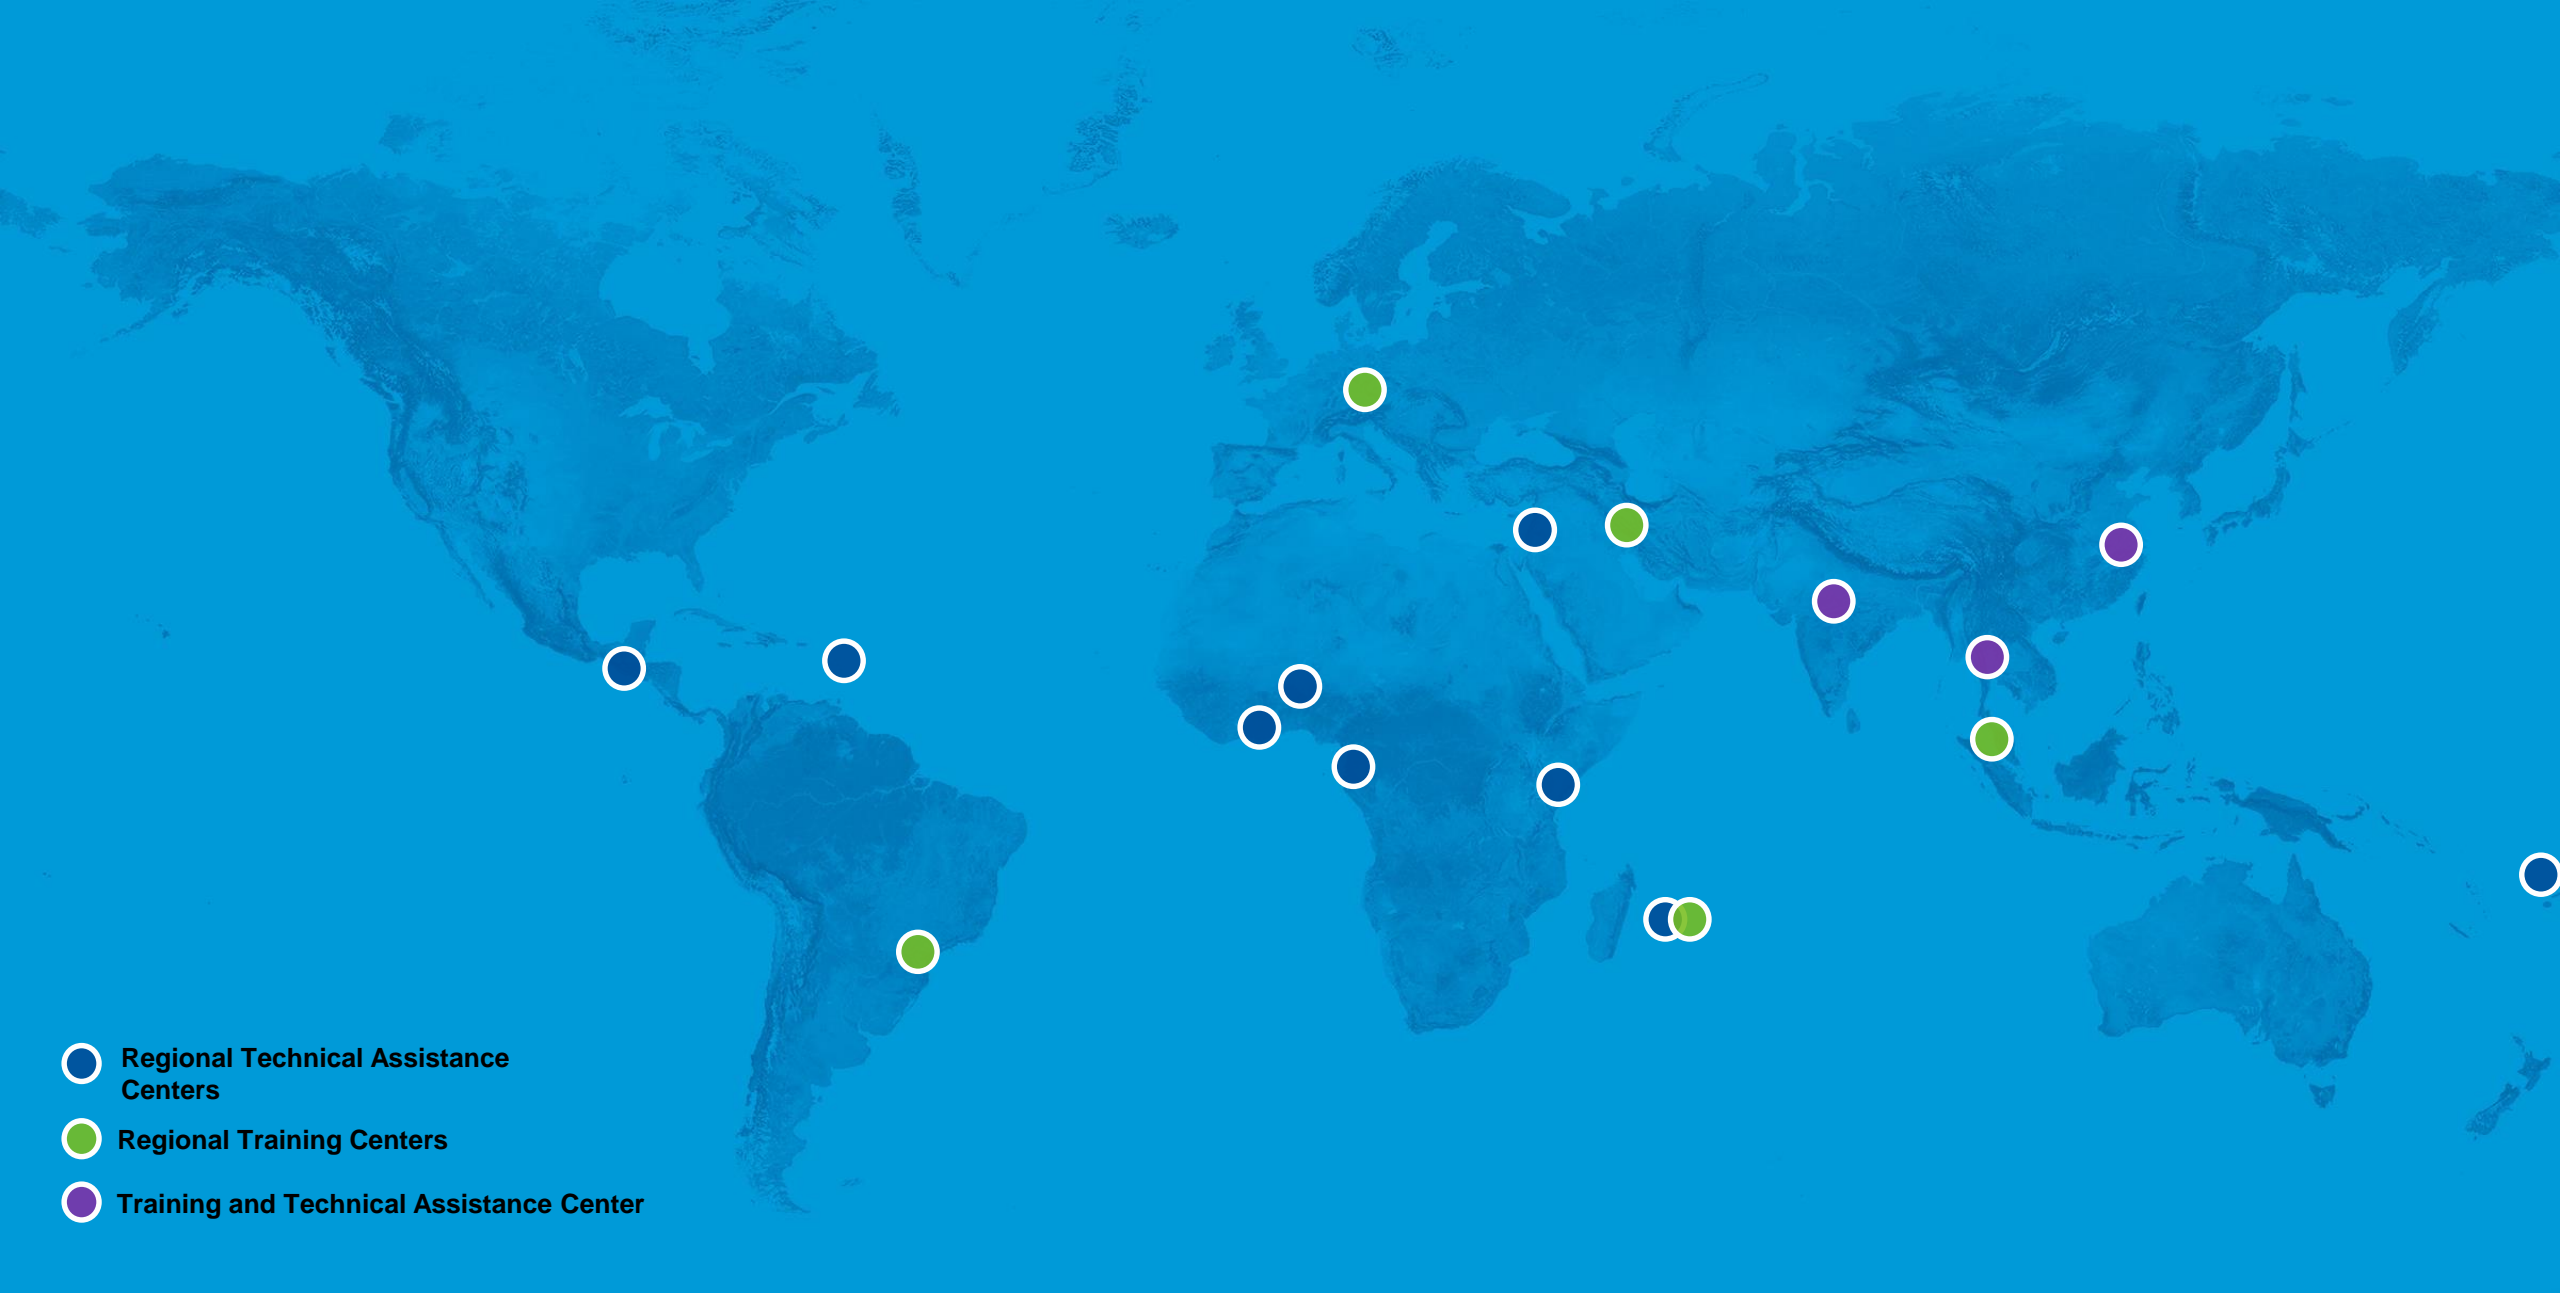 Regional Technical Assistance
Centers
Regional Training Centers
Training and Technical Assistance Center